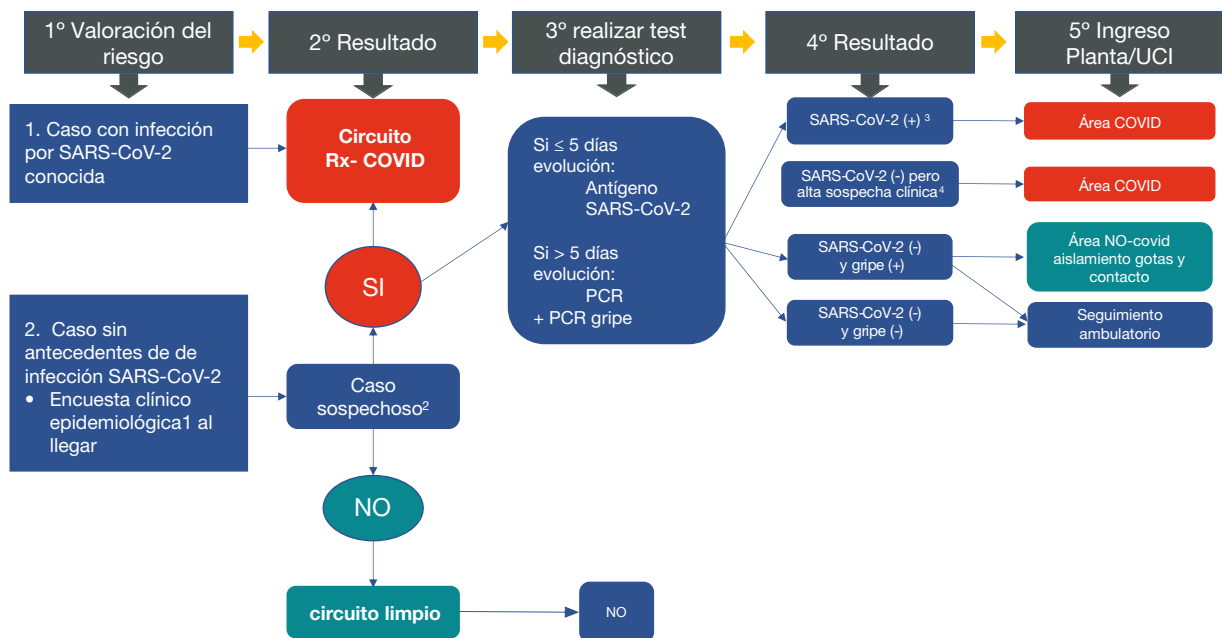 1º Valoración del
riesgo
2º Resultado
3º realizar test
diagnóstico
4º Resultado
5º Ingreso
Planta/UCI
1. Caso con infección
por SARS-CoV-2
conocida
Circuito
Rx- COVID
SI
2. Caso sin
antecedentes de de
infección SARS-CoV-2
• Encuesta clínico
epidemiológica1 al
llegar
Caso
sospechoso2
NO
circuito limpio
NO
Si ≤ 5 días
evolución:
Antígeno
SARS-CoV-2
Si > 5 días
evolución:
PCR
+ PCR gripe
SARS-CoV-2 (+) 3
SARS-CoV-2 (-) pero
alta sospecha clínica4
SARS-CoV-2 (-)
y gripe (+)
SARS-CoV-2 (-)
y gripe (-)
Área COVID
Área COVID
Área NO-covid
aislamiento gotas y
contacto
Seguimiento
ambulatorio